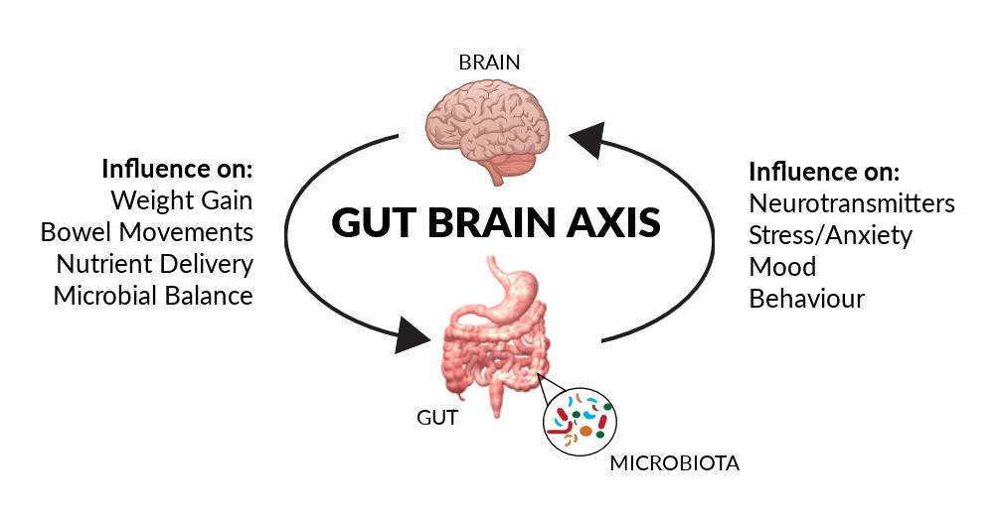 BRAIN
Influence on:
Weight Gain
Bowel Movements
Nutrient Delivery
Microbial Balance
GUT BRAIN AXIS
Influence on:
Neurotransmitters
Stress/Anxiety
Mood
Behaviour
GUT
MICROBIOTA